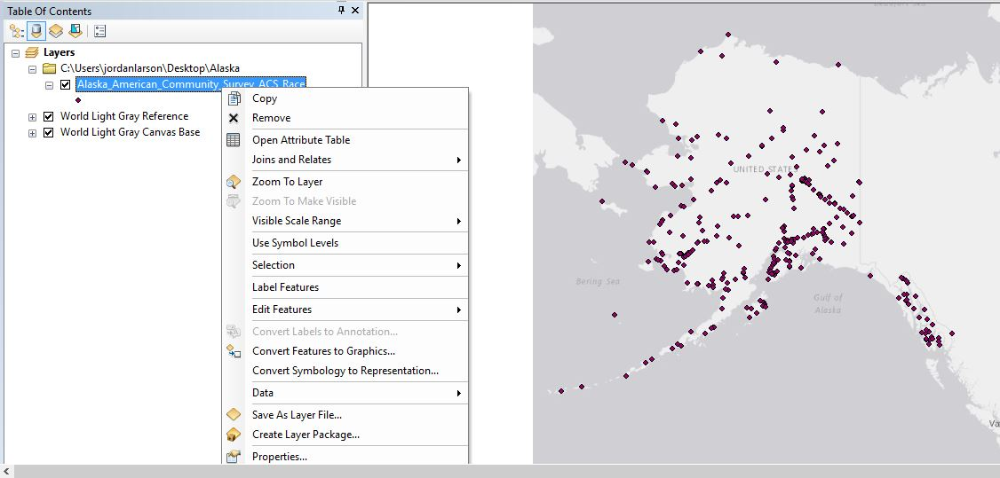 Table Of Contents
Layers
C:\Users\jordanlarson\Desktop\Alaska
Alaska_American_Community_Survey_ACS_Race
World Light Gray Reference
World Light Gray Canvas Base
Copy
Remove
Open Attribute Table
Joins and Relates
Zoom To Layer
Zoom To Make Visible
Visible Scale Range
Use Symbol Levels
Selection
Label Features
Edit Features
Convert Labels to Annotation...
Convert Features to Graphics...
Convert Symbology to Representation...
Data
Save As Layer File...
Create Layer Package...
Properties...
Beaufort Sea
UNITED STATES
Bering Sea
Gulf of
Alaska
Va